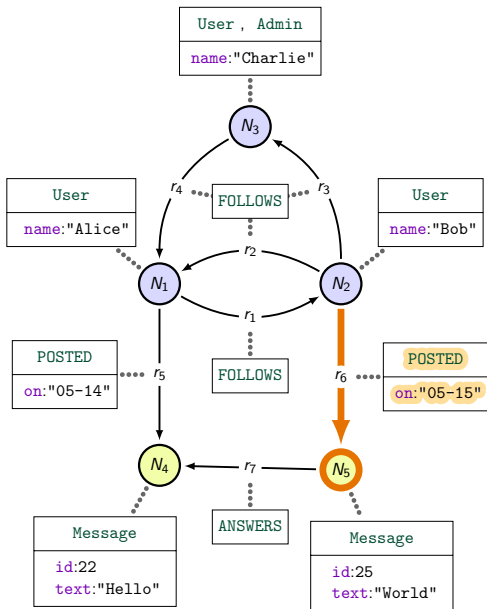 User , Admin
name:"Charlie"
N3
r4
FOLLOWS
r3
User
name:"Alice"
User
name:"Bob"
r2
N1
N2
r1
POSTED
on:"05-14"
r5
FOLLOWS
r6
POSTED
on:"05-15"
N4
r7
N5
Message
id:22
text:"Hello"
ANSWERS
Message
id:25
text:"World"